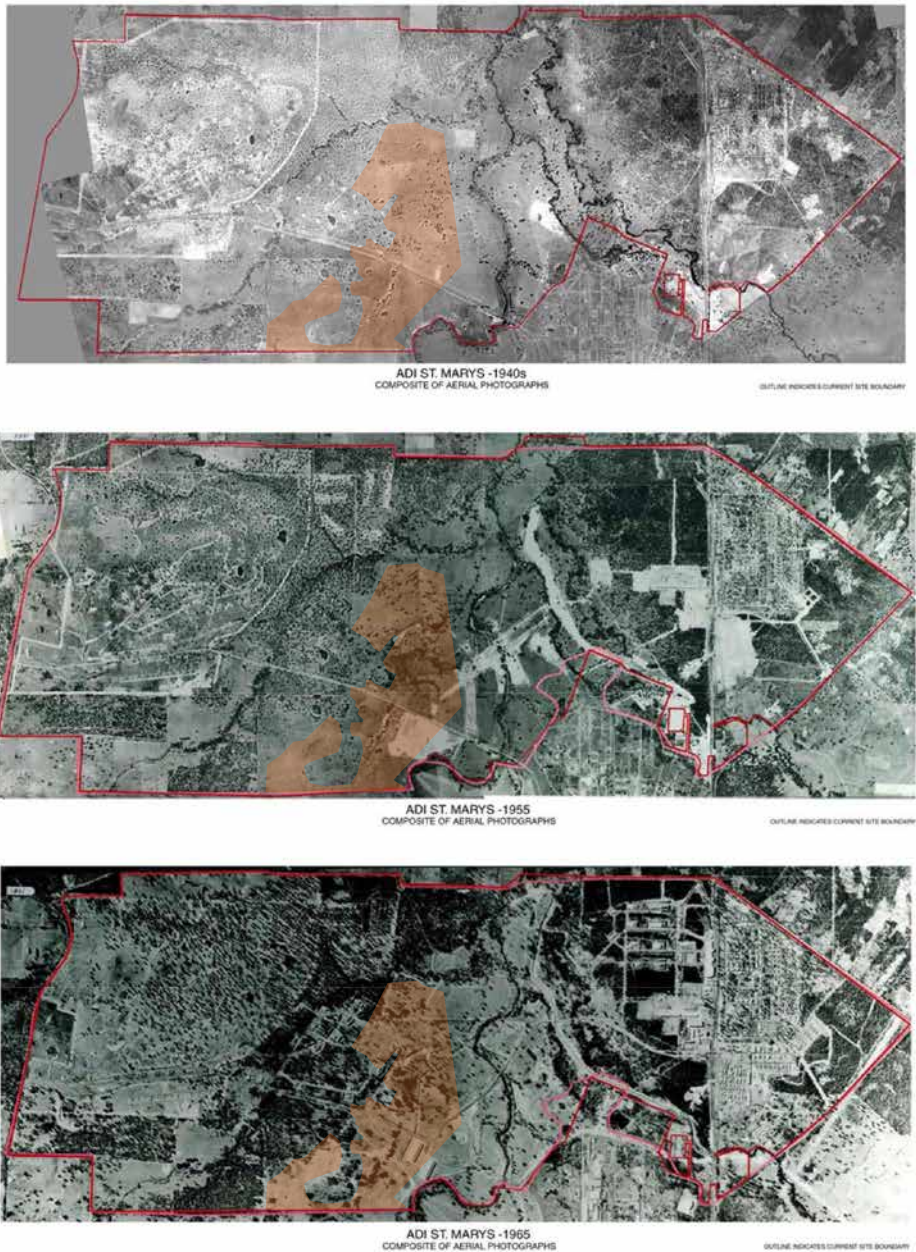 ADI ST. MARYS -1940s
COMPOSITE OF AERIAL PHOTOGRAPHS
OUTLINE INDICATES CURRENT SITE BOUNDARY
ADI ST. MARYS -1955
COMPOSITE OF AERIAL PHOTOGRAPHS
OUTLINE INDICATES CURRENT SITE BOUNDARY
ADI ST. MARYS -1965
COMPOSITE OF AERIAL PHOTOGRAPHS
OUTLINE INDICATES CURRENT SITE BOUNDARY